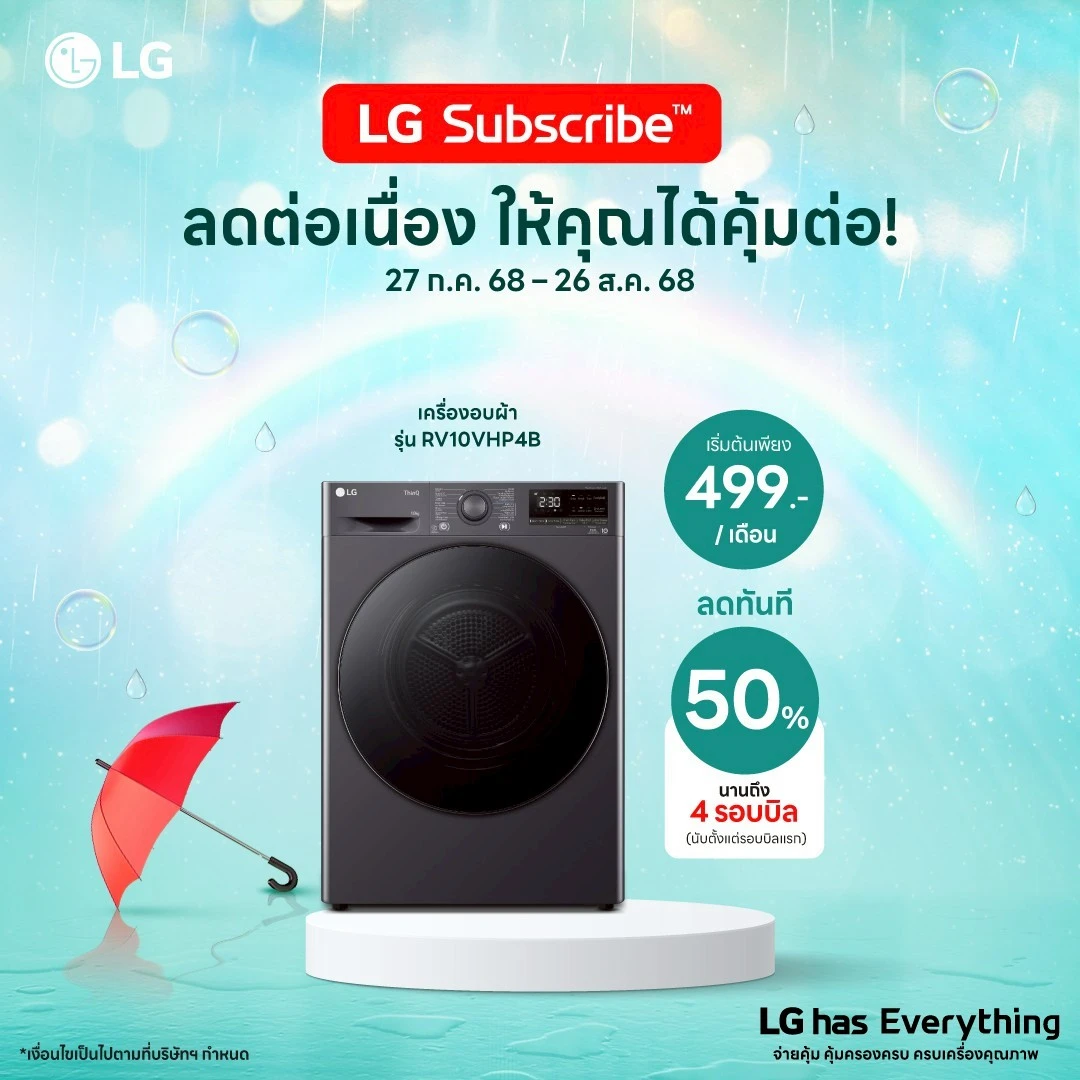 LG
LG Subscribe™
ลดต่อเนื่อง ให้คุณได้คุ้มต่อ!
27 ก.ค. 68 – 26 ส.ค. 68
เครื่องอบผ้า
รุ่น RV10VHP4B
เริ่มต้นเพียง
499.-
/ เดือน
LG
ThinQ
10kg
2:30
ลดทันที
50%
นานถึง
4 รอบบิล
(นับตั้งแต่รอบบิลแรก)
LG has Everything
จ่ายคุ้ม คุ้มครองครบ ครบเครื่องคุณภาพ
*เงื่อนไขเป็นไปตามที่บริษัทฯ กำหนด